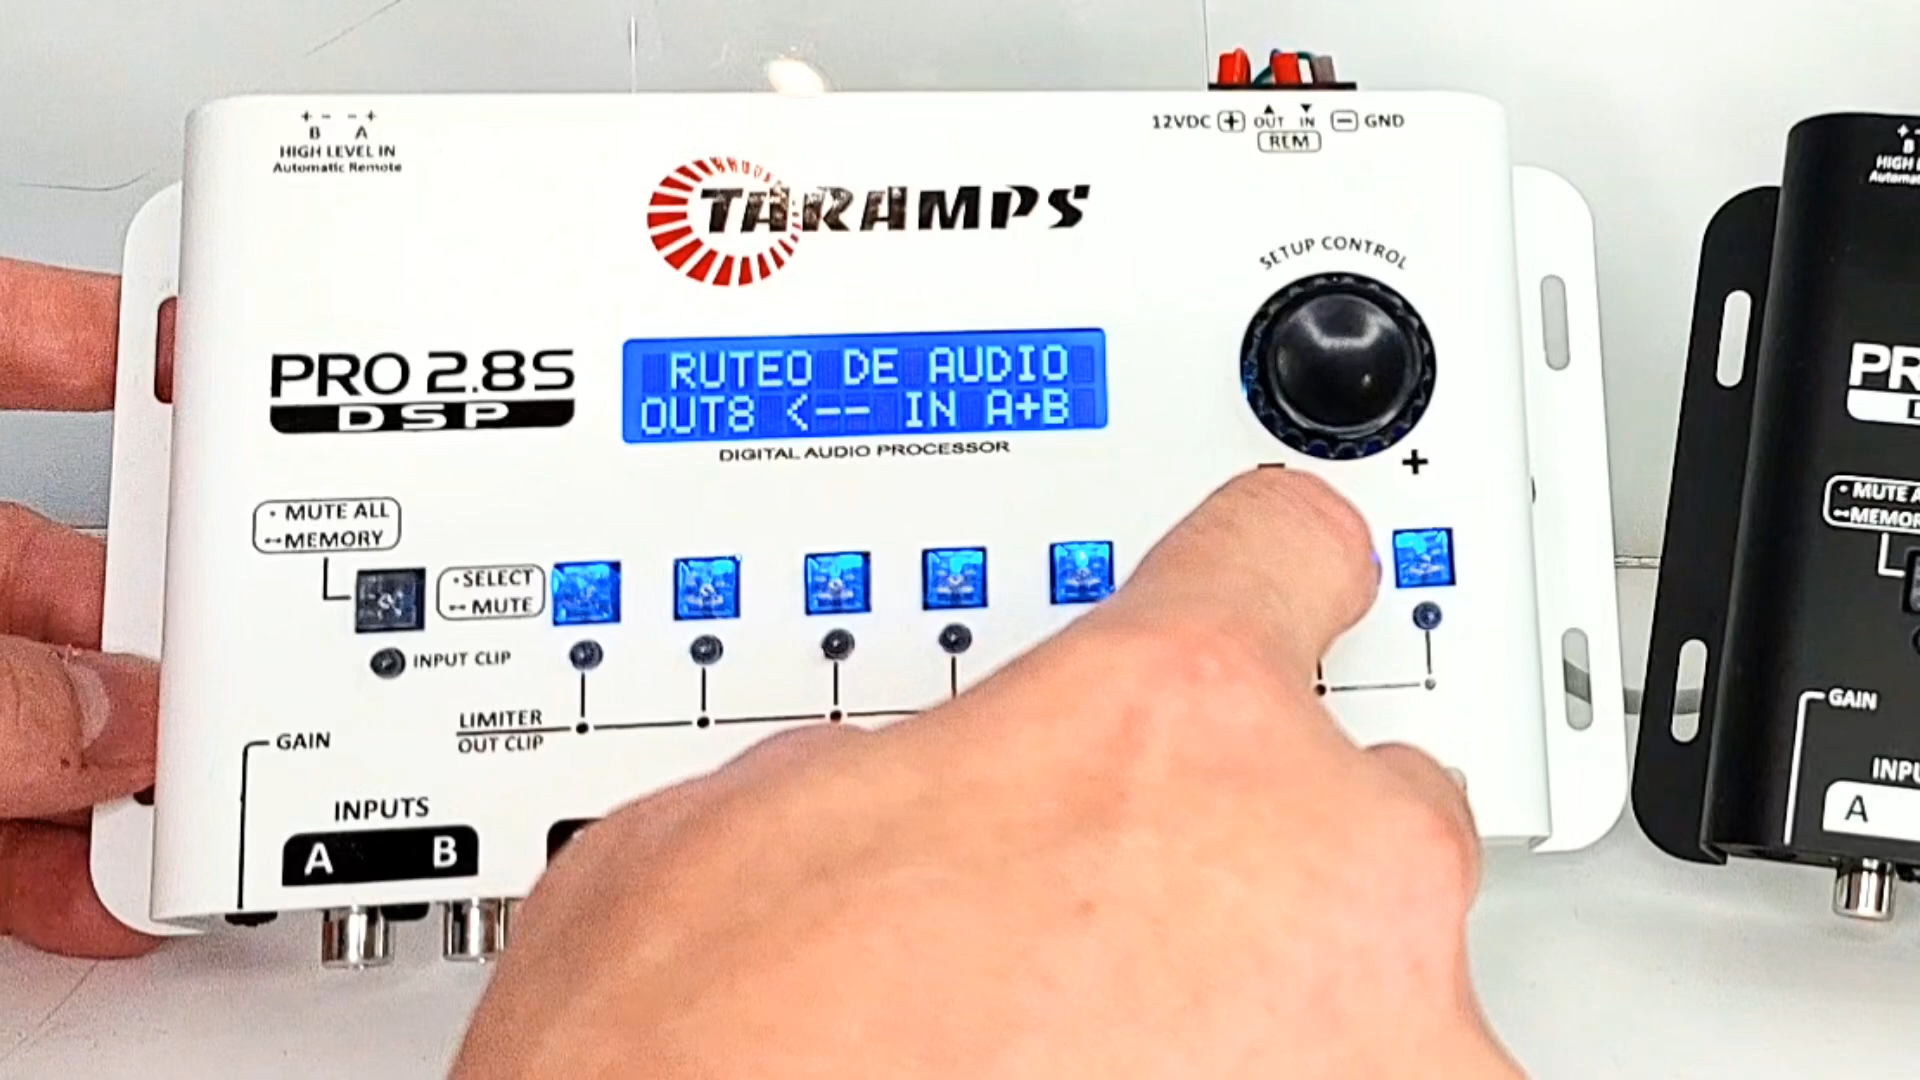 + - - +
B A
HIGH LEVEL IN
Automatic Remote
12VDC + OUT IN - GND
REM
TARAMPS
SETUP CONTROL
PRO 2.8S
DSP
RUTEO DE AUDIO
OUT8 <-- IN A+B
DIGITAL AUDIO PROCESSOR
- +
• MUTE ALL
•─MEMORY
•SELECT
•─ MUTE
INPUT CLIP
LIMITER
OUT CLIP
GAIN
INPUTS
A B
B
HIGH
PR
• MUTE
•─MEMOR
GAIN
A